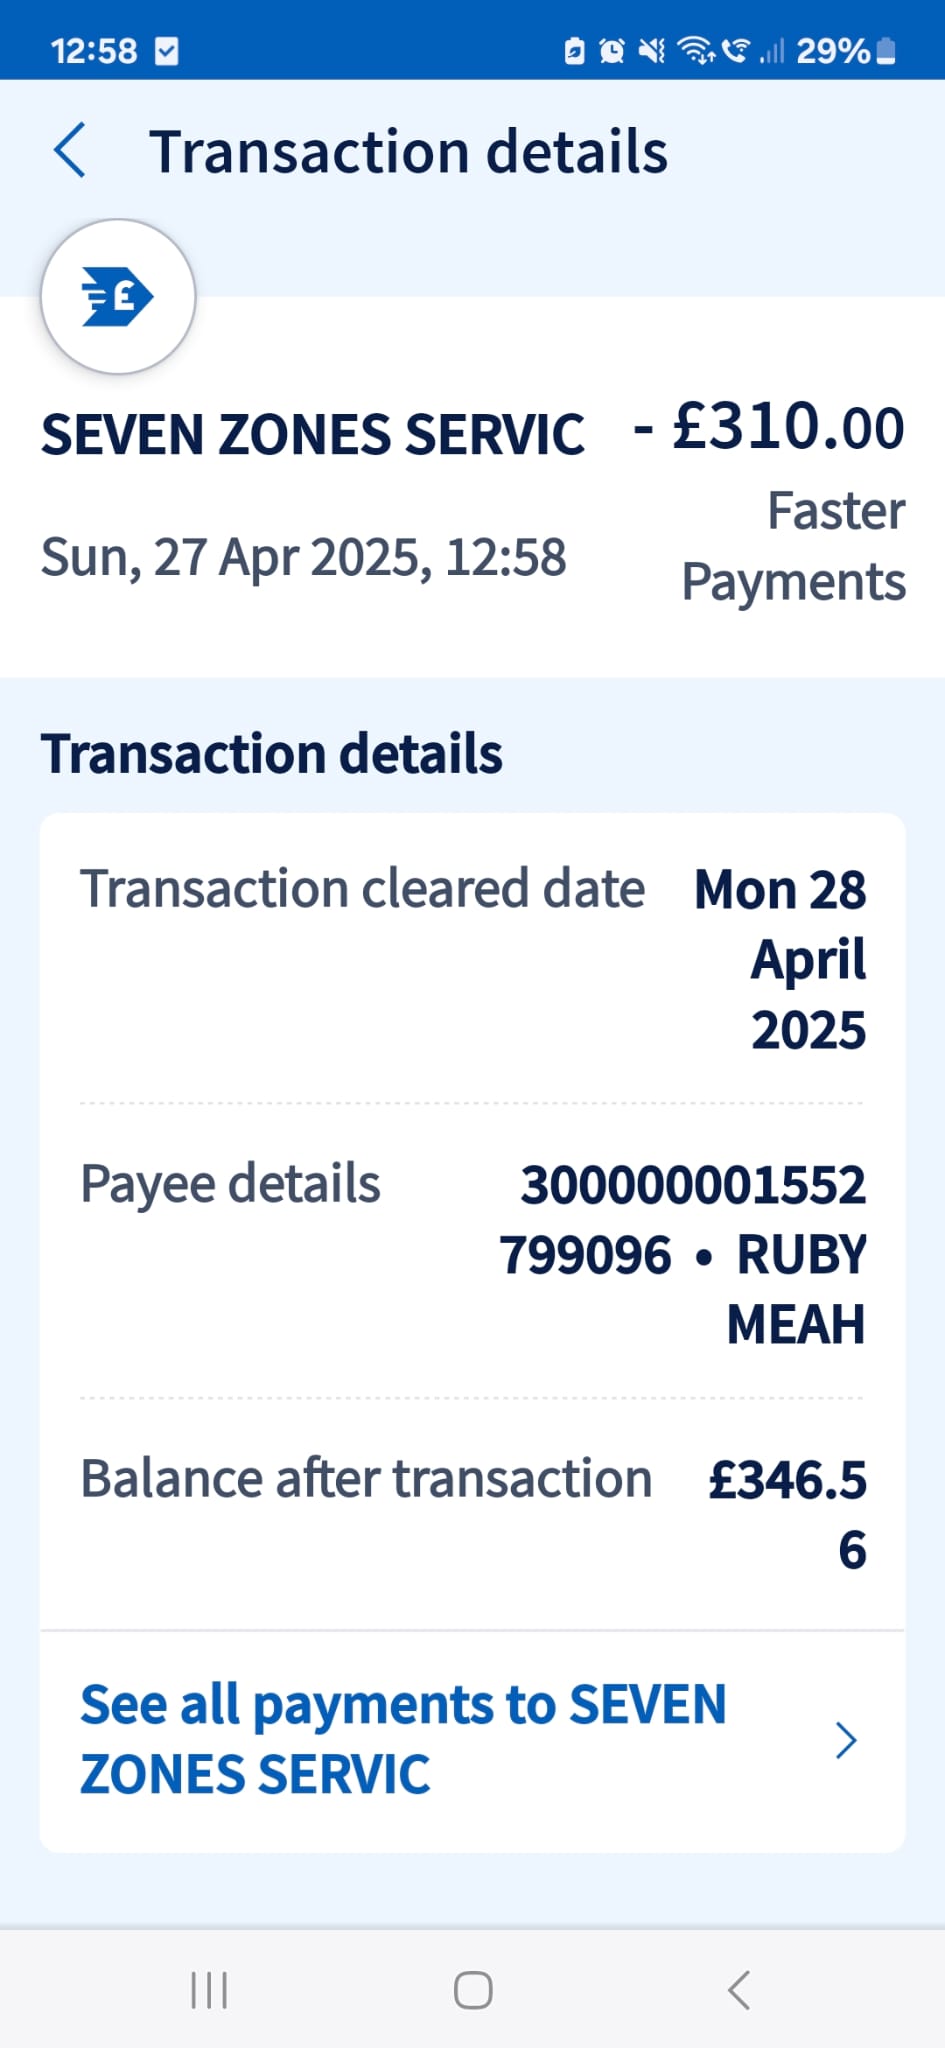 12:58
29%
Transaction details
£
SEVEN ZONES SERVIC - £310.00
Sun, 27 Apr 2025, 12:58
Faster
Payments
Transaction details
Transaction cleared date Mon 28
April
2025
Payee details 300000001552
799096 • RUBY
MEAH
Balance after transaction £346.5
6
See all payments to SEVEN
ZONES SERVIC